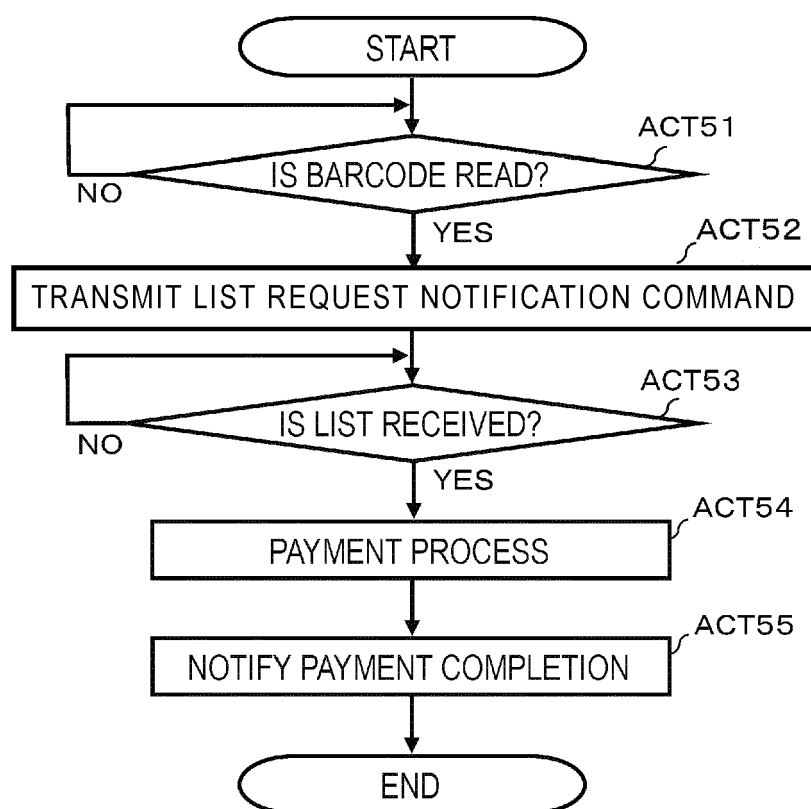 START
ACT51
IS BARCODE READ?
NO
YES
ACT52
TRANSMIT LIST REQUEST NOTIFICATION COMMAND
ACT53
IS LIST RECEIVED?
NO
YES
ACT54
PAYMENT PROCESS
ACT55
NOTIFY PAYMENT COMPLETION
END